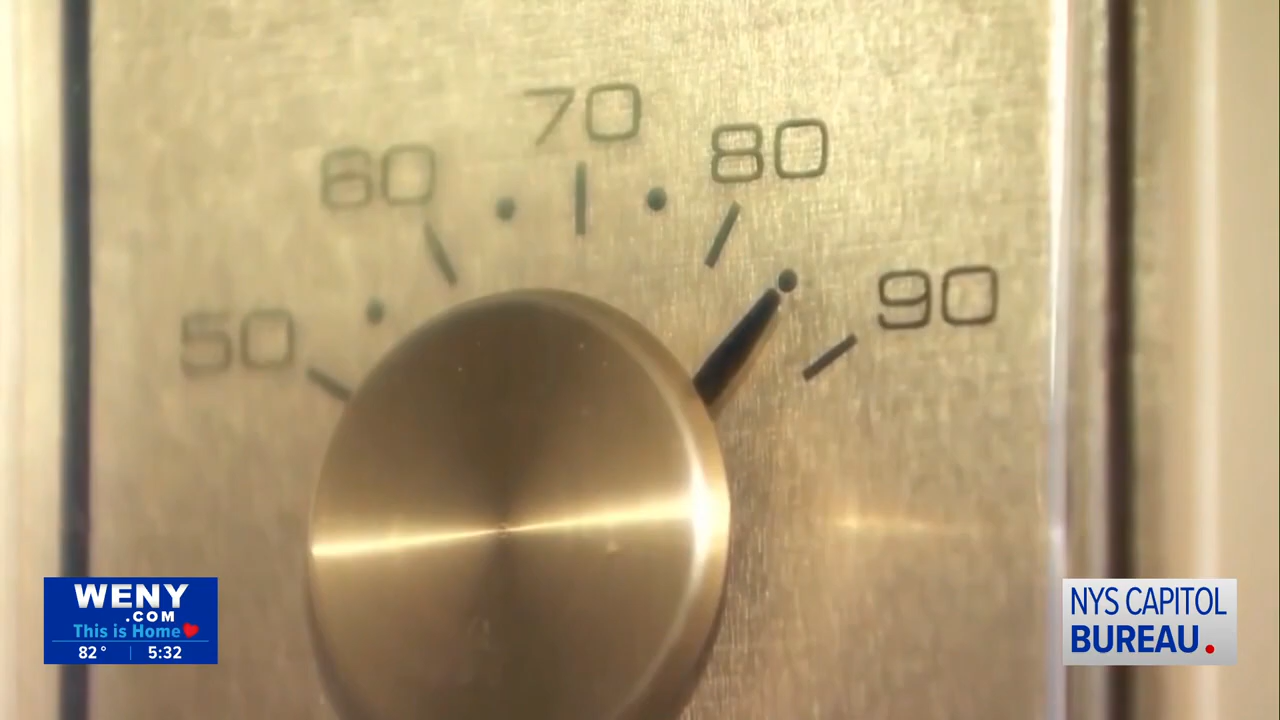 50
60
70
80
90
WENY
.COM
This is Home
82° 5:32
NYS CAPITOL
BUREAU.